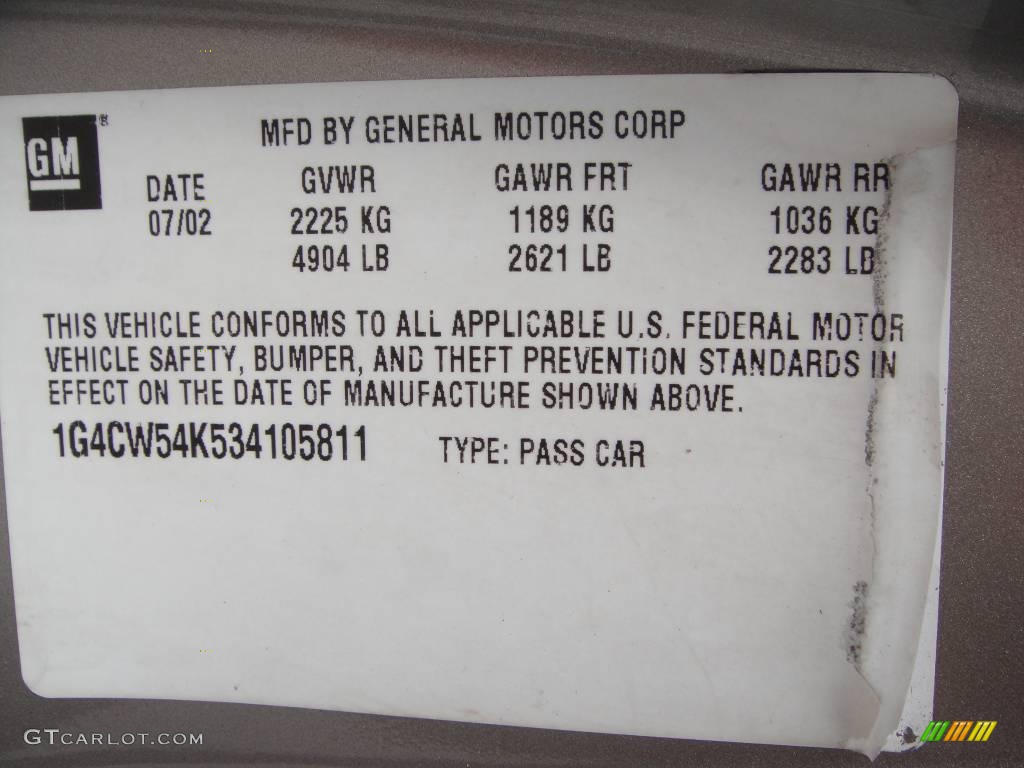 GM®
MFD BY GENERAL MOTORS CORP
DATE GVWR GAWR FRT GAWR RR
07/02 2225 KG 1189 KG 1036 KG
4904 LB 2621 LB 2283 LB
THIS VEHICLE CONFORMS TO ALL APPLICABLE U.S. FEDERAL MOTOR
VEHICLE SAFETY, BUMPER, AND THEFT PREVENTION STANDARDS IN
EFFECT ON THE DATE OF MANUFACTURE SHOWN ABOVE.
1G4CW54K534105811 TYPE: PASS CAR
GTCARLOT.COM